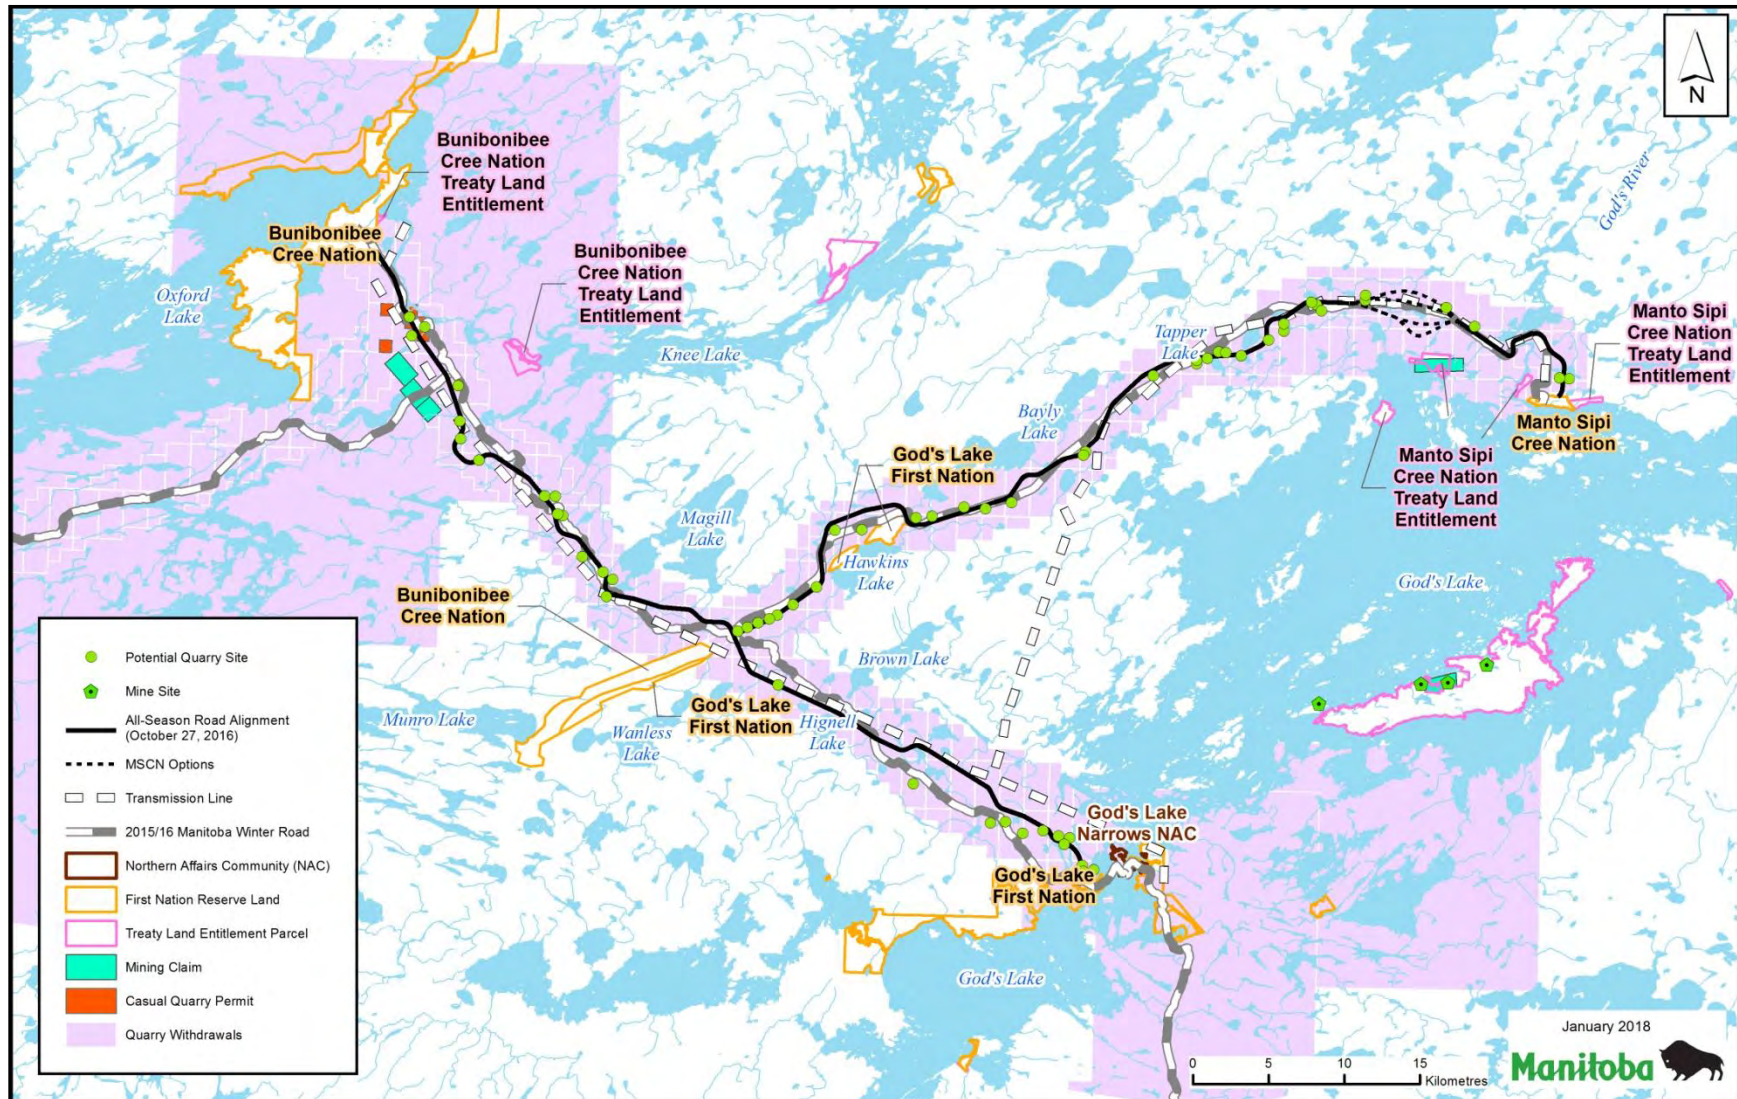 N
Bunibonibee
Cree Nation
Treaty Land
Entitlement
God's River
Bunibonibee
Cree Nation
Bunibonibee
Cree Nation
Treaty Land
Entitlement
Oxford
Lake
Knee Lake
Tapper
Lake
Manto Sipi
Cree Nation
Treaty Land
Entitlement
Bayly
Lake
Manto Sipi
Cree Nation
God's Lake
First Nation
Manto Sipi
Cree Nation
Treaty Land
Entitlement
Magill
Lake
Hawkins
Lake
God's Lake
Bunibonibee
Cree Nation
Brown Lake
God's Lake
First Nation
Munro Lake
Wanless
Lake
Hignell
Lake
God's Lake
Narrows NAC
God's Lake
First Nation
God's Lake
Potential Quarry Site
Mine Site
All-Season Road Alignment
(October 27, 2016)
MSCN Options
Transmission Line
2015/16 Manitoba Winter Road
Northern Affairs Community (NAC)
First Nation Reserve Land
Treaty Land Entitlement Parcel
Mining Claim
Casual Quarry Permit
Quarry Withdrawals
0 5 10 15
Kilometres
January 2018
Manitoba